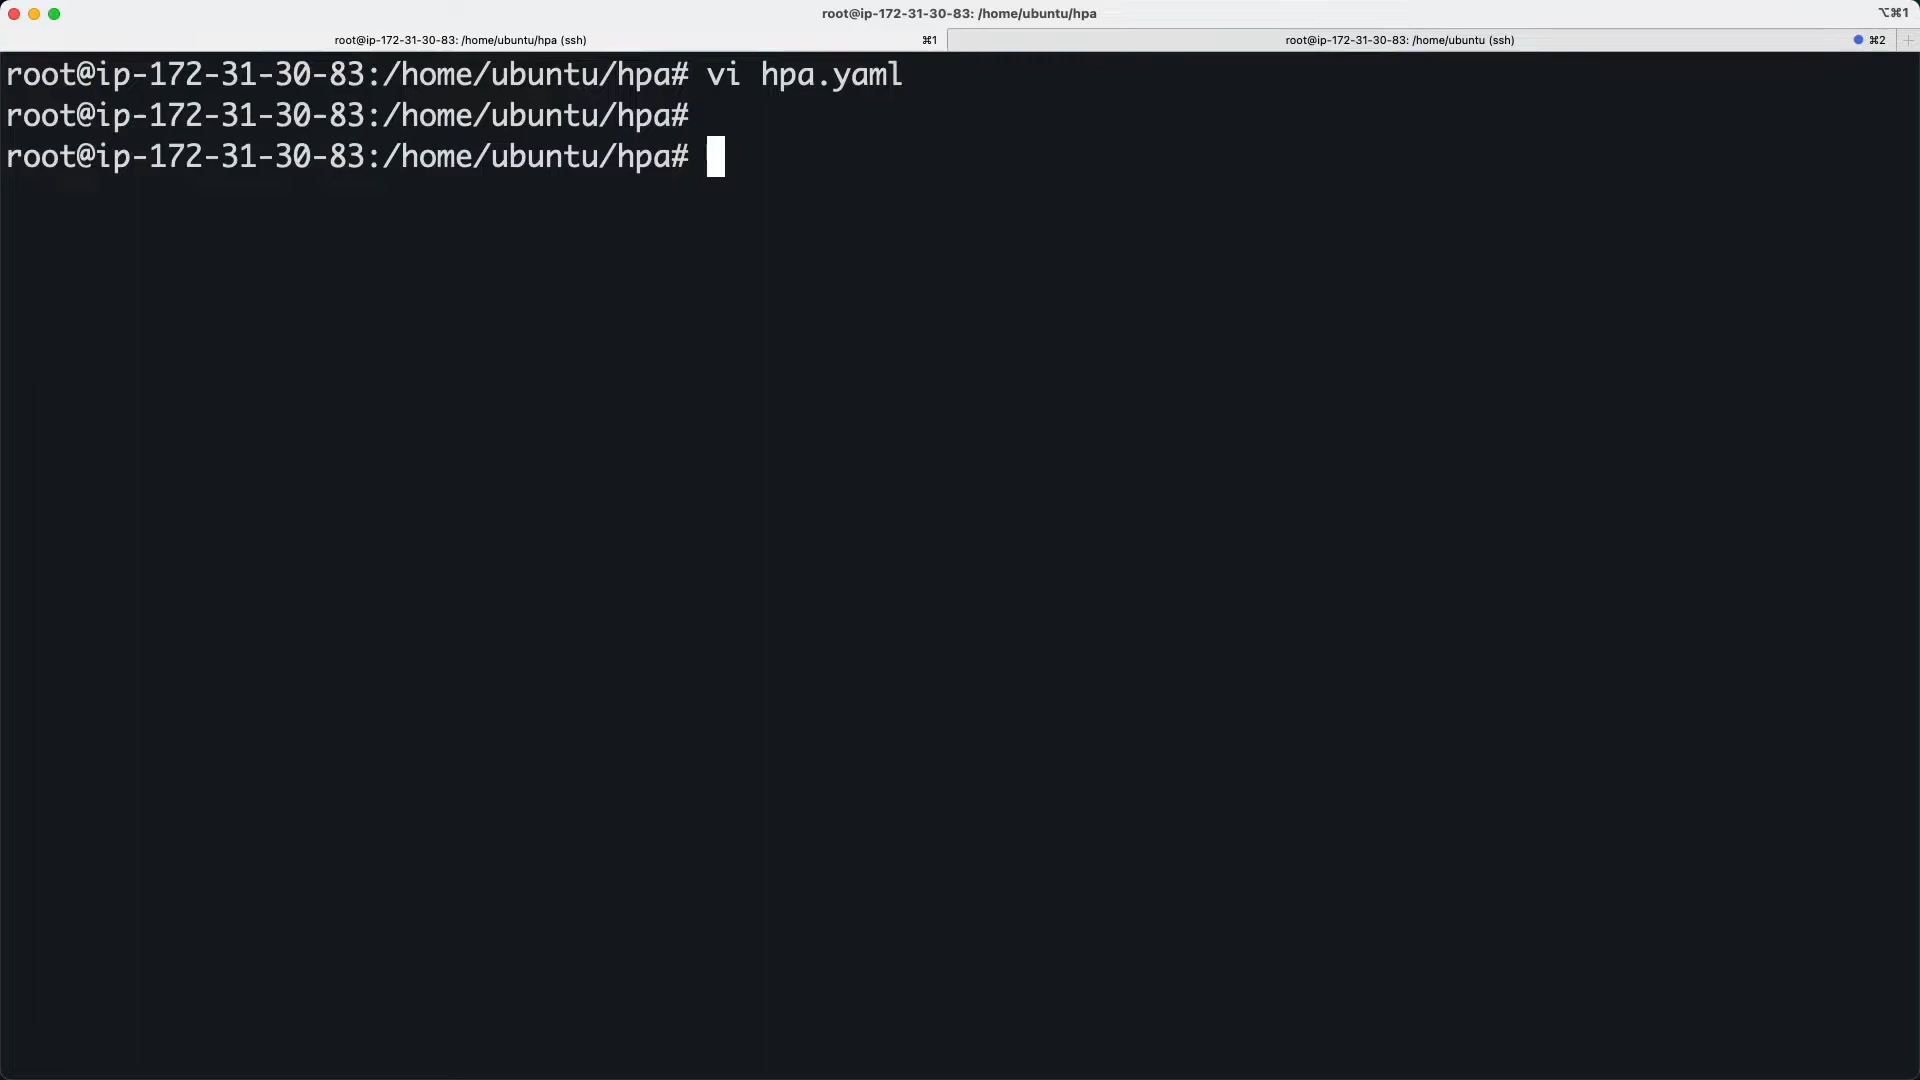 root@ip-172-31-30-83: /home/ubuntu/hpa
⌥⌘1
root@ip-172-31-30-83: /home/ubuntu/hpa (ssh)
⌘1
root@ip-172-31-30-83: /home/ubuntu (ssh)
⌘2
root@ip-172-31-30-83:/home/ubuntu/hpa# vi hpa.yaml
root@ip-172-31-30-83:/home/ubuntu/hpa#
root@ip-172-31-30-83:/home/ubuntu/hpa#